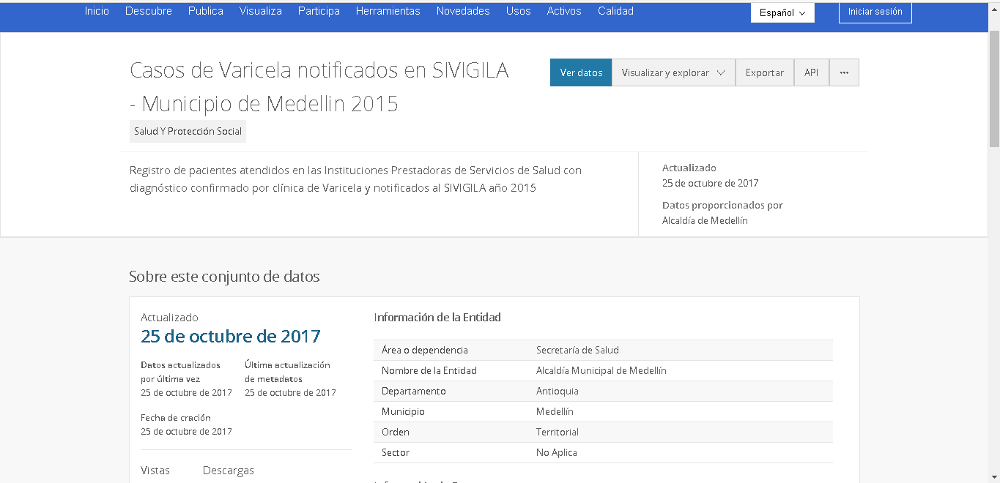 Inicio Descubre Publica Visualiza Participa Herramientas Novedades Usos Activos Calidad Español Iniciar sesión
Casos de Varicela notificados en SIVIGILA
- Municipio de Medellin 2015
Ver datos Visualizar y explorar Exportar API ...
Salud Y Protección Social
Registro de pacientes atendidos en las Instituciones Prestadoras de Servicios de Salud con
diagnóstico confirmado por clínica de Varicela y notificados al SIVIGILA año 2015
Actualizado
25 de octubre de 2017
Datos proporcionados por
Alcaldía de Medellín
Sobre este conjunto de datos
Actualizado
25 de octubre de 2017
Datos actualizados
por última vez
25 de octubre de 2017
Última actualización
de metadatos
25 de octubre de 2017
Fecha de cración
25 de octubre de 2017
Vistas Descargas
Información de la Entidad
Área o dependencia Secretaría de Salud
Nombre de la Entidad Alcaldía Municipal de Medellín
Departamento Antioquia
Municipio Medellín
Orden Territorial
Sector No Aplica